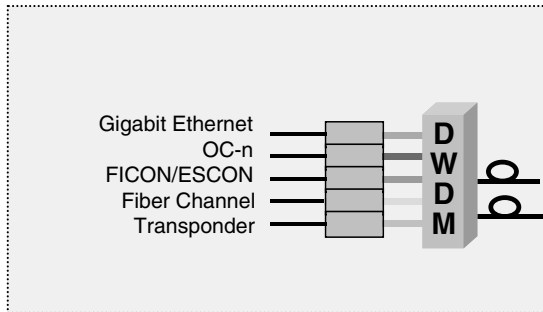 Gigabit Ethernet
OC-n
FICON/ESCON
Fiber Channel
Transponder
D
W
D
M